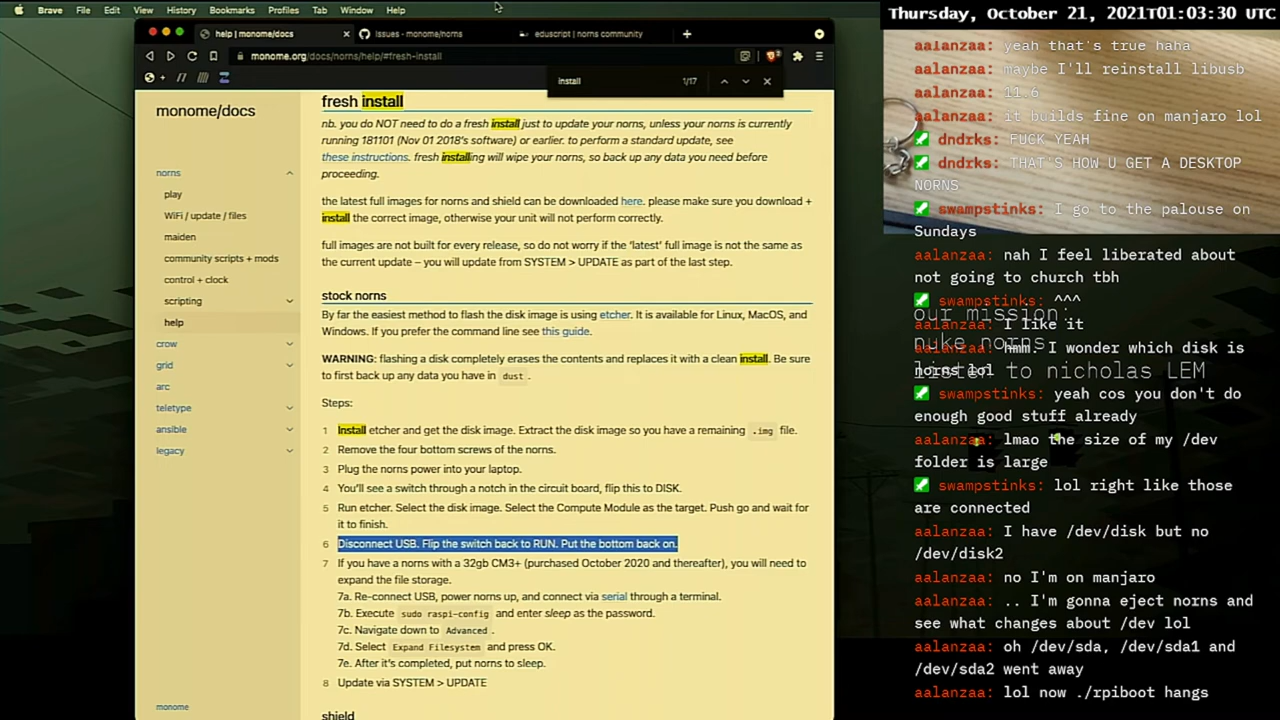 File Edit View History Bookmarks Profiles Tab Window Help
help | monome/docs
Issues · monome/norns
eduscript | norns community
monome.org/docs/norns/help/#fresh-install
install
1/17
monome/docs
norns
play
WiFi / update / files
maiden
community scripts + mods
control + clock
scripting
help
crow
grid
arc
teletype
ansible
legacy
monome
fresh install
nb. you do NOT need to do a fresh install just to update your norns, unless your norns is currently
running 181101 (Nov 01 2018's software) or earlier. to perform a standard update, see
these instructions. fresh installing will wipe your norns, so back up any data you need before
proceeding.
the latest full images for norns and shield can be downloaded here. please make sure you download +
install the correct image, otherwise your unit will not perform correctly.
full images are not built for every release, so do not worry if the 'latest' full image is not the same as
the current update – you will update from SYSTEM > UPDATE as part of the last step.
stock norns
By far the easiest method to flash the disk image is using etcher. It is available for Linux, MacOS, and
Windows. If you prefer the command line see this guide.
WARNING: flashing a disk completely erases the contents and replaces it with a clean install. Be sure
to first back up any data you have in dust.
Steps:
1 Install etcher and get the disk image. Extract the disk image so you have a remaining .img file.
2 Remove the four bottom screws of the norns.
3 Plug the norns power into your laptop.
4 You'll see a switch through a notch in the circuit board, flip this to DISK.
5 Run etcher. Select the disk image. Select the Compute Module as the target. Push go and wait for
it to finish.
6 Disconnect USB. Flip the switch back to RUN. Put the bottom back on.
7 If you have a norns with a 32gb CM3+ (purchased October 2020 and thereafter), you will need to
expand the file storage.
7a. Re-connect USB, power norns up, and connect via serial through a terminal.
7b. Execute sudo raspi-config and enter sleep as the password.
7c. Navigate down to Advanced.
7d. Select Expand Filesystem and press OK.
7e. After it's completed, put norns to sleep.
8 Update via SYSTEM > UPDATE
shield
Thursday, October 21, 2021T01:03:30 UTC
aalanzaa: yeah that's true haha
aalanzaa: maybe I'll reinstall libusb
aalanzaa: 11.6
aalanzaa: it builds fine on manjaro lol
dndrks: FUCK YEAH
dndrks: THAT'S HOW U GET A DESKTOP
NORNS
swampstinks: I go to the palouse on
Sundays
aalanzaa: nah I feel liberated about
not going to church tbh
swampstinks: ^^^
our mission:
aalanzaa: I like it
nuke norns
aalanzaa: hmm. I wonder which disk is
norns lol
listen to nicholas LEM
swampstinks: yeah cos you don't do
enough good stuff already
aalanzaa: lmao the size of my /dev
folder is large
swampstinks: lol right like those
are connected
aalanzaa: I have /dev/disk but no
/dev/disk2
aalanzaa: no I'm on manjaro
aalanzaa: .. I'm gonna eject norns and
see what changes about /dev lol
aalanzaa: oh /dev/sda, /dev/sda1 and
/dev/sda2 went away
aalanzaa: lol now ./rpiboot hangs